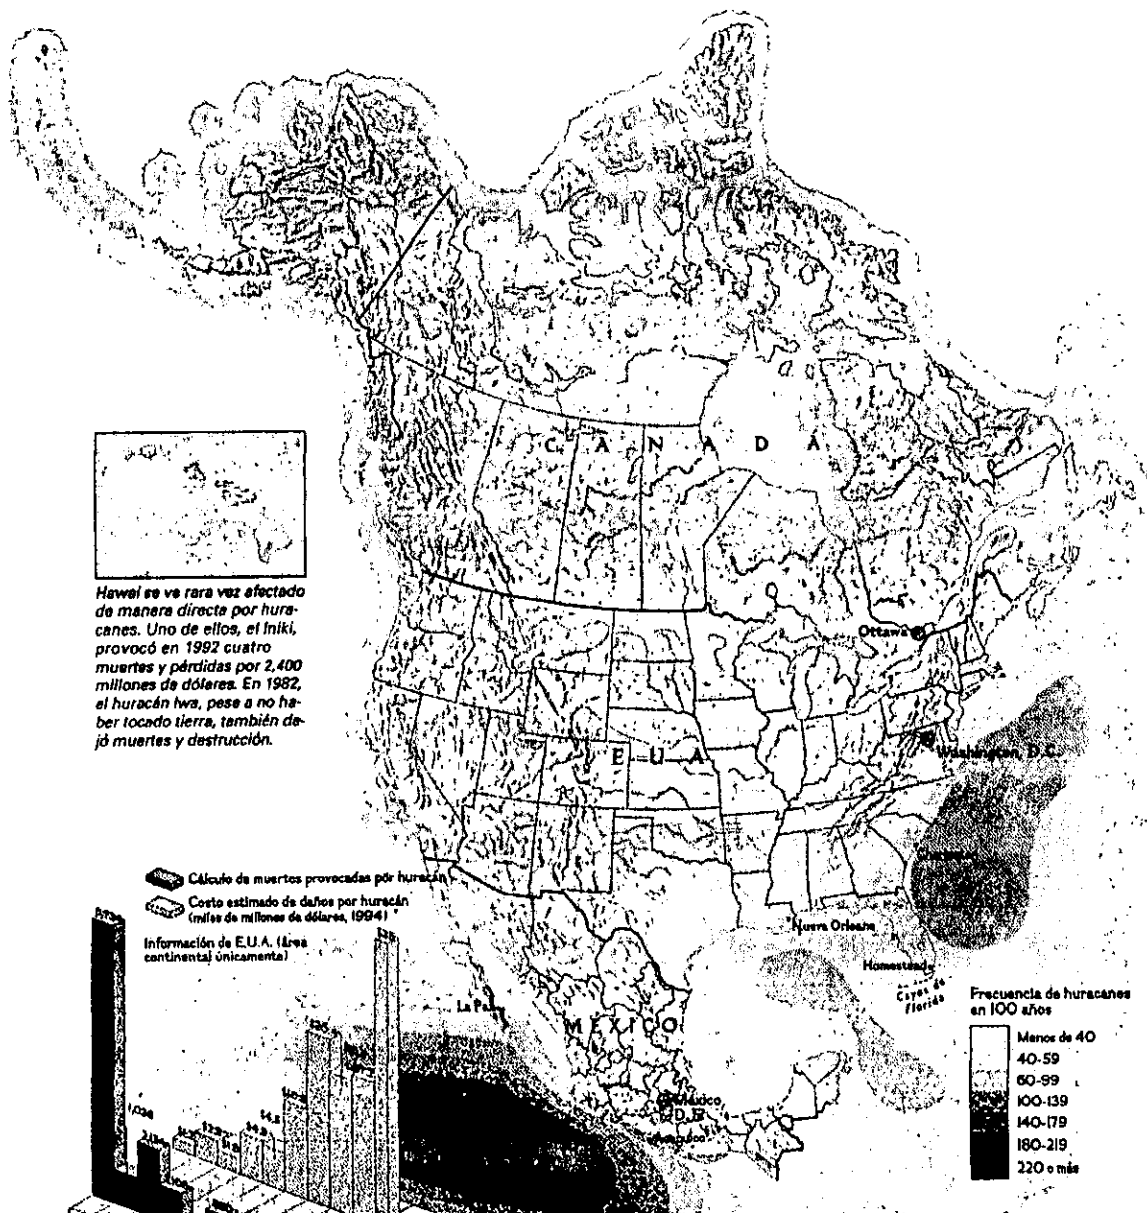 CANADÁ
Hawai se ve rara vez afectado
de manera directa por hura-
canes. Uno de ellos, el Iniki,
provocó en 1992 cuatro
muertes y pérdidas por 2,400
millones de dólares. En 1982,
el huracán Iwa, pese a no ha-
ber tocado tierra, también de-
jó muertes y destrucción.
Ottawa
Washington, D.C.
E U A
Cálculo de muertes provocadas por huracán
Costo estimado de daños por huracán
(miles de millones de dólares, 1994)
Información de E.U.A. (área
continental únicamente)
Nueva Orleans
Homestead
Cayos de
Florida
La Paz
MÉXICO
México
D.F.
Frecuencia de huracanes
en 100 años
Menos de 40
40-59
60-99
100-139
140-179
180-219
220 o más